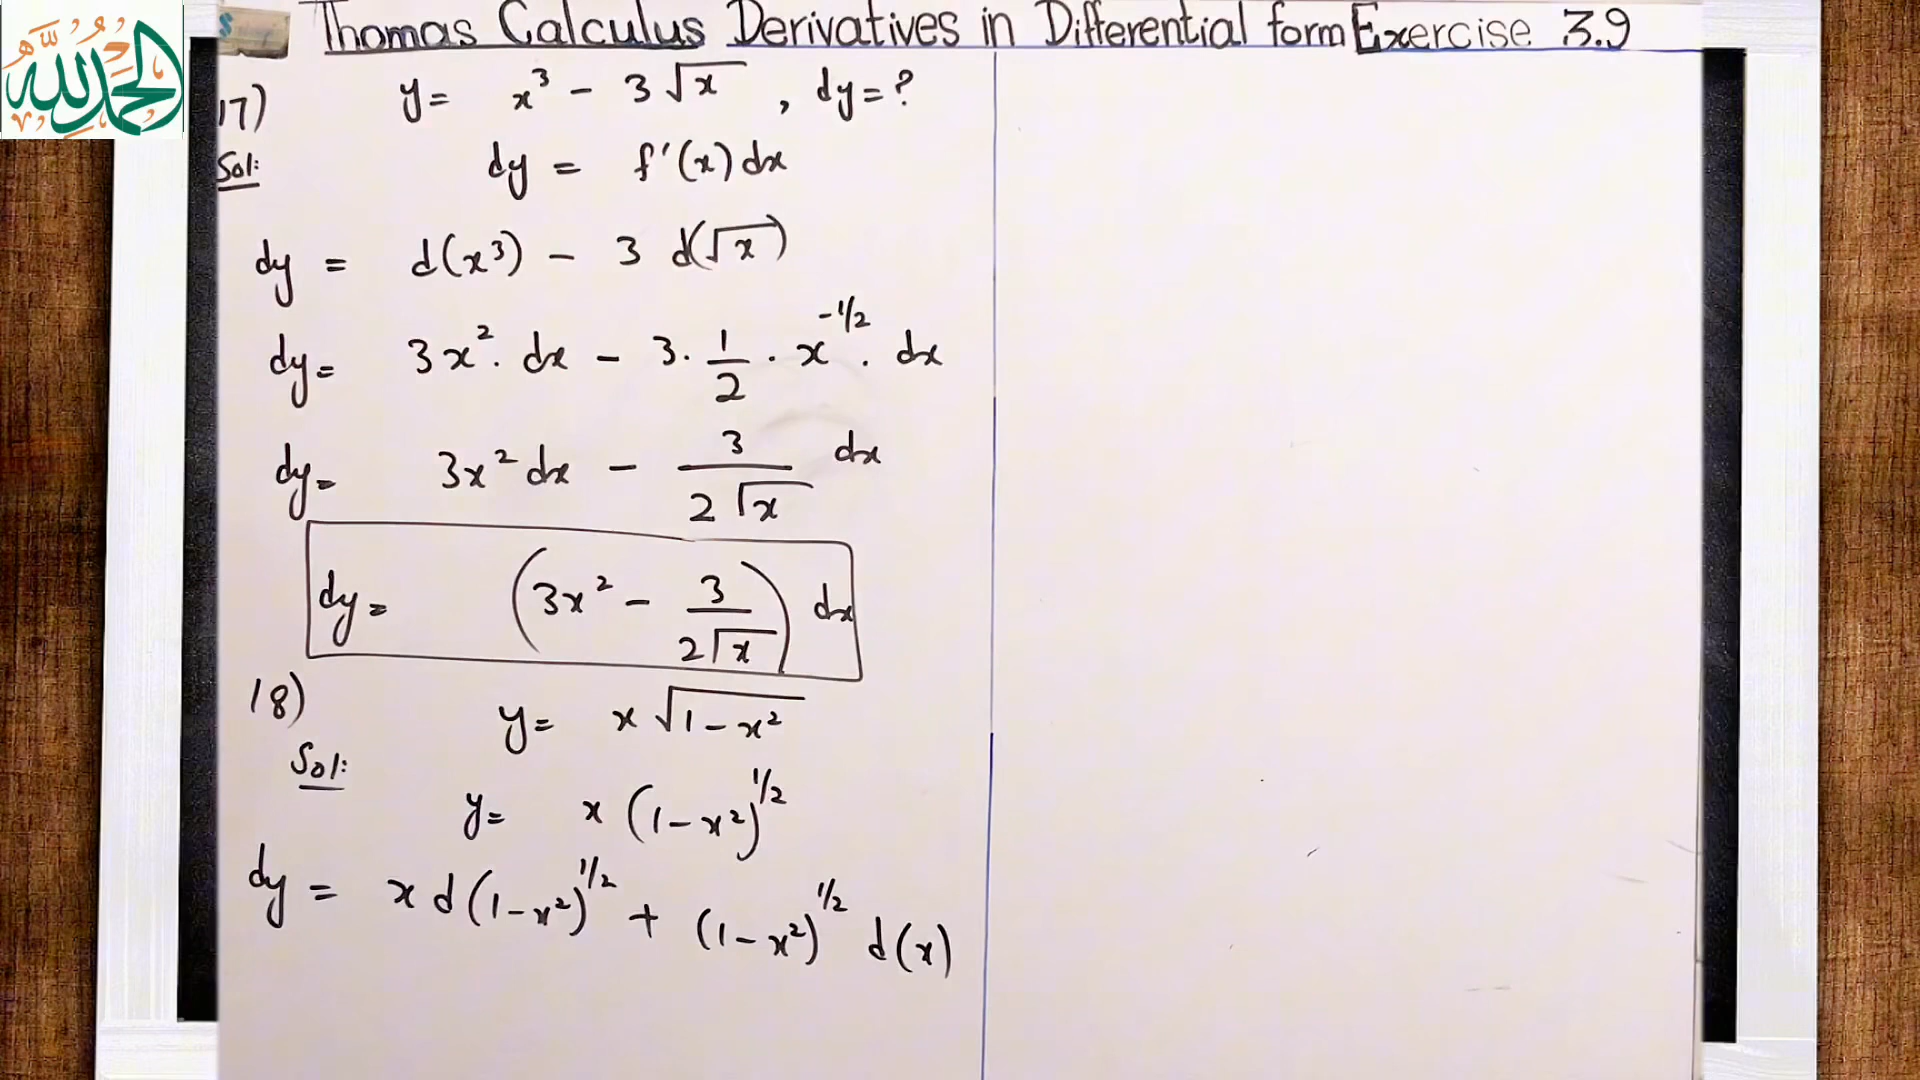 الحمد لله
Thomas Calculus Derivatives in Differential form Exercise 3.9
17) y = x³ - 3√x , dy = ?
Sol: dy = f'(x) dx
dy = d(x³) - 3 d(√x)
dy = 3x² . dx - 3 . 1/2 . x^(-1/2) . dx
dy = 3x² dx - 3/(2√x) dx
dy = (3x² - 3/(2√x)) dx
18) y = x √(1-x²)
Sol:
y = x (1-x²)^(1/2)
dy = x d(1-x²)^(1/2) + (1-x²)^(1/2) d(x)